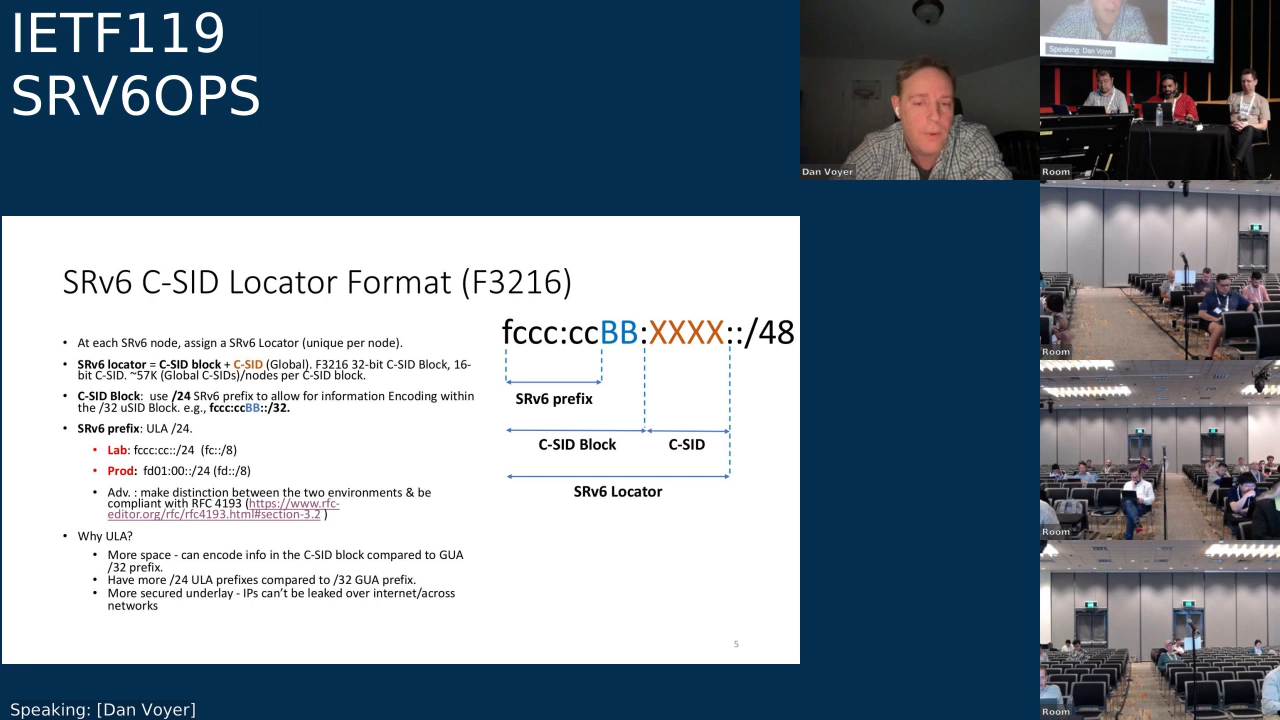 IETF119
SRV6OPS
Dan Voyer
Speaking: Dan Voyer
Room
Room
Room
Room
SRv6 C-SID Locator Format (F3216)
• At each SRv6 node, assign a SRv6 Locator (unique per node).
• SRv6 locator = C-SID block + C-SID (Global). F3216=32-bit C-SID Block, 16-
bit C-SID. ~57K (Global C-SIDs)/nodes per C-SID block.
• C-SID Block: use /24 SRv6 prefix to allow for information Encoding within
the /32 uSID Block. e.g., fccc:ccBB::/32.
• SRv6 prefix: ULA /24.
• Lab: fccc:cc::/24 (fc::/8)
• Prod: fd01:00::/24 (fd::/8)
• Adv. : make distinction between the two environments & be
compliant with RFC 4193 (https://www.rfc-
editor.org/rfc/rfc4193.html#section-3.2 )
• Why ULA?
• More space - can encode info in the C-SID block compared to GUA
/32 prefix.
• Have more /24 ULA prefixes compared to /32 GUA prefix.
• More secured underlay - IPs can't be leaked over internet/across
networks
fccc:ccBB:XXXX::/48
SRv6 prefix
C-SID Block
C-SID
SRv6 Locator
5
Speaking: [Dan Voyer]